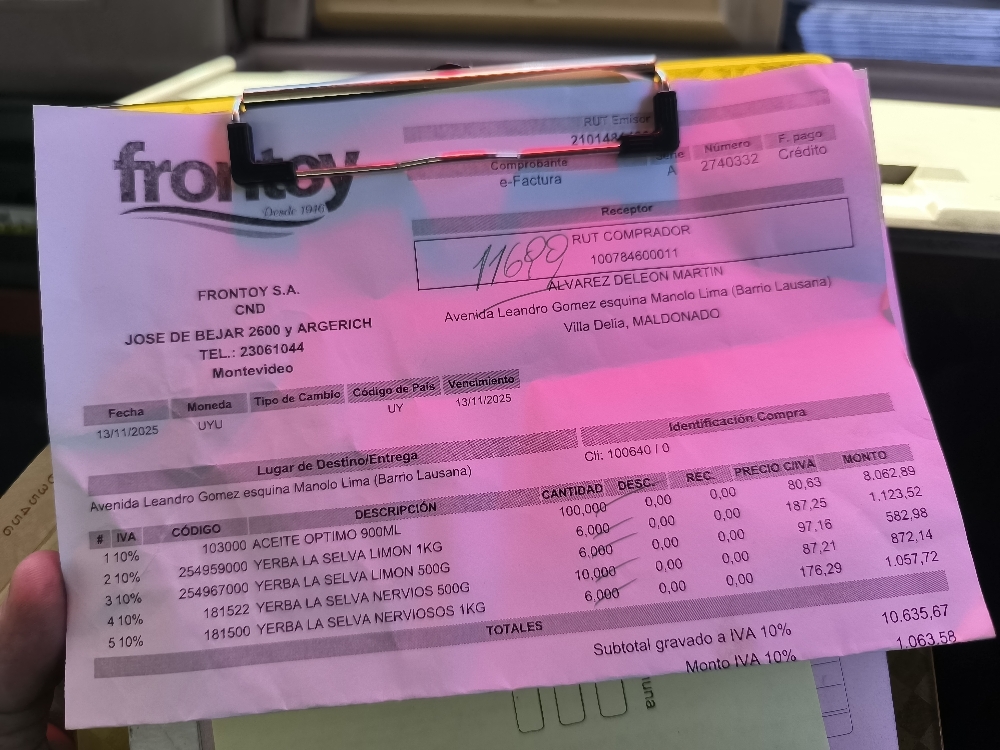 frontoy
Desde 1946
RUT Emisor
Comprobante
Número
F. pago
e-Factura
A
2740332
Crédito
Receptor
11699
RUT COMPRADOR
100784600011
ALVAREZ DELEON MARTIN
Avenida Leandro Gomez esquina Manolo Lima (Barrio Lausana)
Villa Delia, MALDONADO
FRONTOY S.A.
CND
JOSE DE BEJAR 2600 y ARGERICH
TEL.: 23061044
Montevideo
Fecha Moneda Tipo de Cambio Código de País Vencimiento
13/11/2025 UYU UY 13/11/2025
Lugar de Destino/Entrega
Identificación Compra
Avenida Leandro Gomez esquina Manolo Lima (Barrio Lausana)
Cli: 100640 / 0
# IVA CÓDIGO DESCRIPCIÓN CANTIDAD DESC. REC. PRECIO C/IVA MONTO
1 10% 103000 ACEITE OPTIMO 900ML 100,000 0,00 0,00 80,63 8.062,89
2 10% 254959000 YERBA LA SELVA LIMON 1KG 6,000 0,00 0,00 187,25 1.123,52
3 10% 254967000 YERBA LA SELVA LIMON 500G 6,000 0,00 0,00 97,16 582,98
4 10% 181522 YERBA LA SELVA NERVIOS 500G 10,000 0,00 0,00 87,21 872,14
5 10% 181500 YERBA LA SELVA NERVIOSOS 1KG 6,000 0,00 0,00 176,29 1.057,72
TOTALES
Subtotal gravado a IVA 10% 10.635,67
Monto IVA 10% 1.063,58